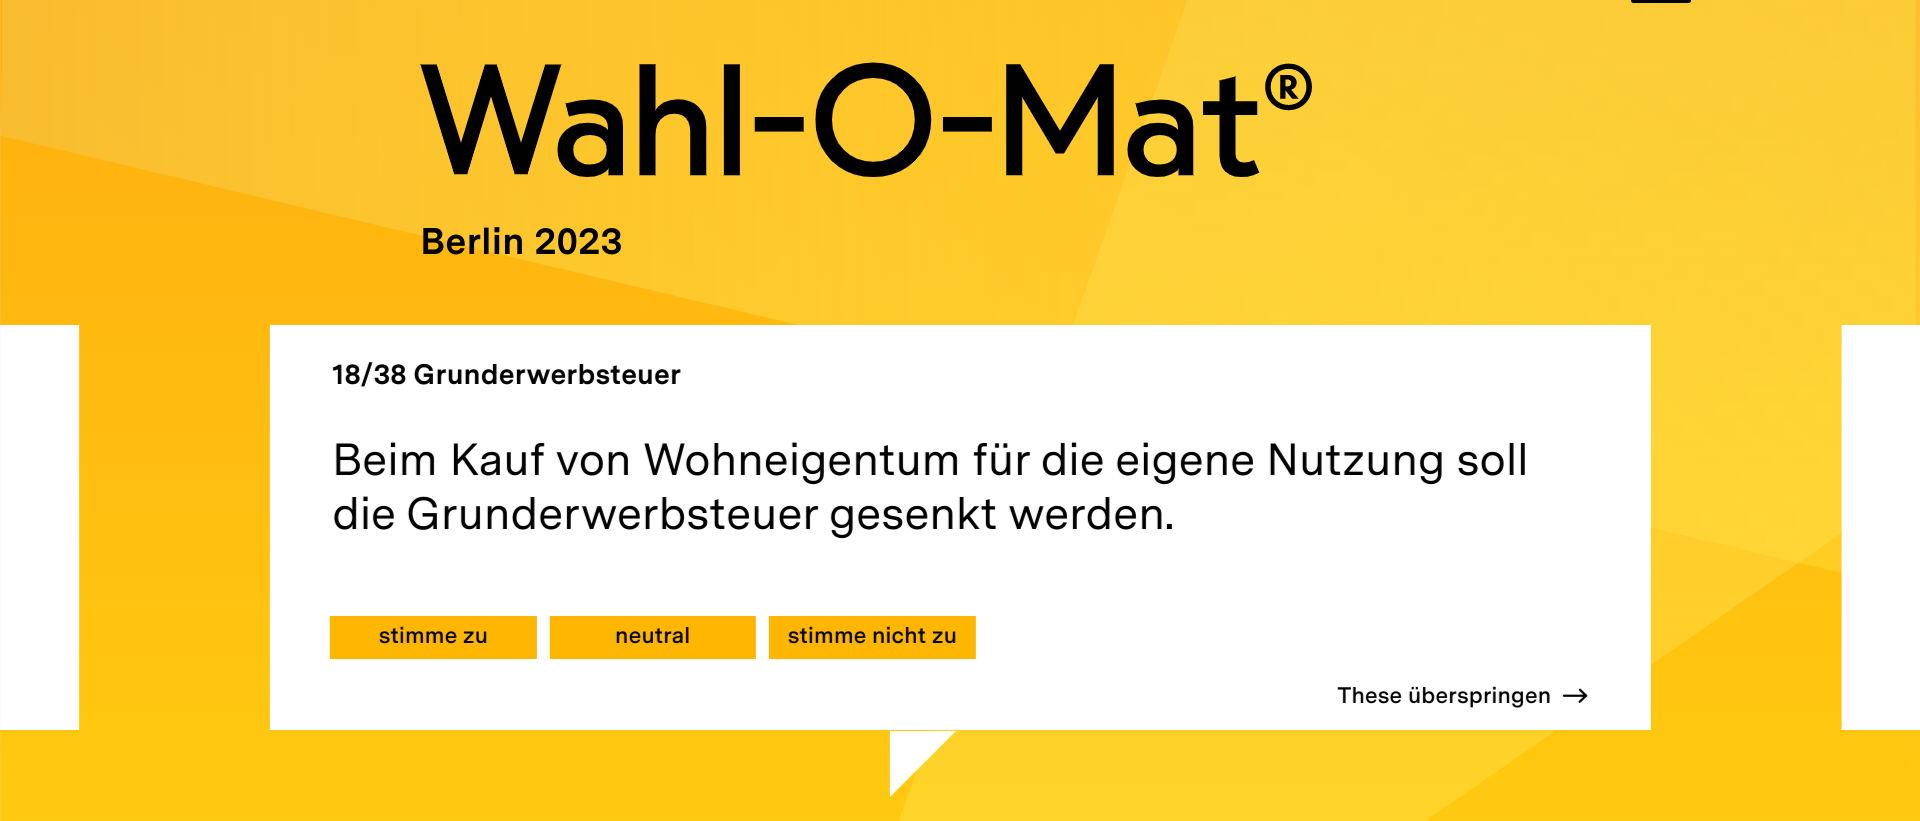 Wahl-O-Mat®
Berlin 2023
18/38 Grunderwerbsteuer
Beim Kauf von Wohneigentum für die eigene Nutzung soll
die Grunderwerbsteuer gesenkt werden.
stimme zu
neutral
stimme nicht zu
These überspringen →